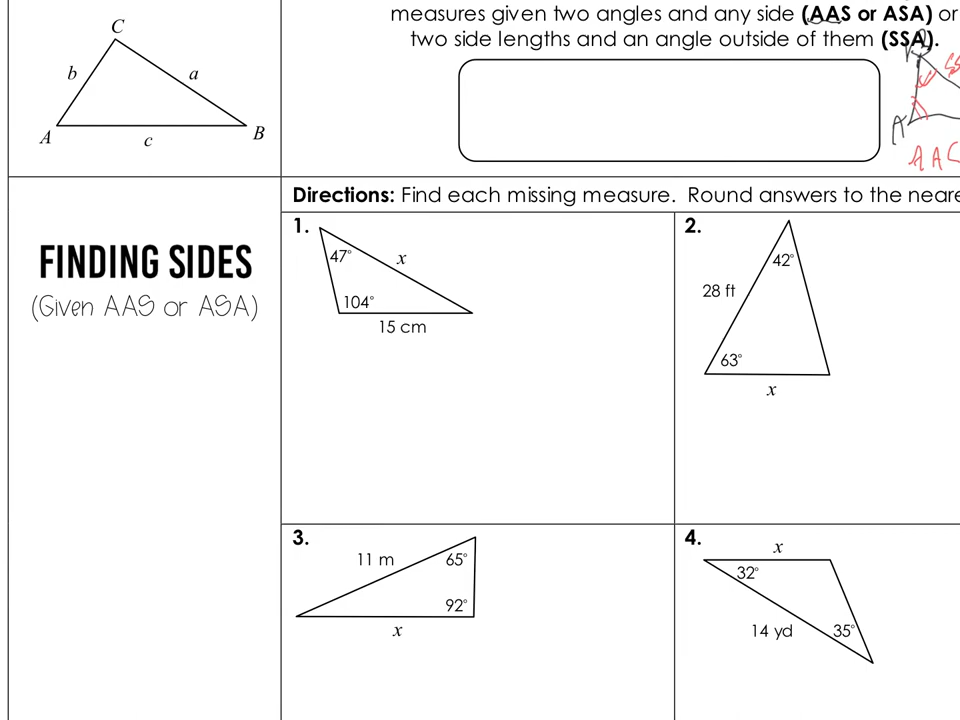 measures given two angles and any side (AAS or ASA) or
two side lengths and an angle outside of them (SSA).
C
b
a
A
c
B
A
Directions: Find each missing measure. Round answers to the neare
FINDING SIDES
(Given AAS or ASA)
1.
47°
x
104°
15 cm
2.
42°
28 ft
63°
x
3.
11 m
65°
92°
x
4.
x
32°
14 yd
35°